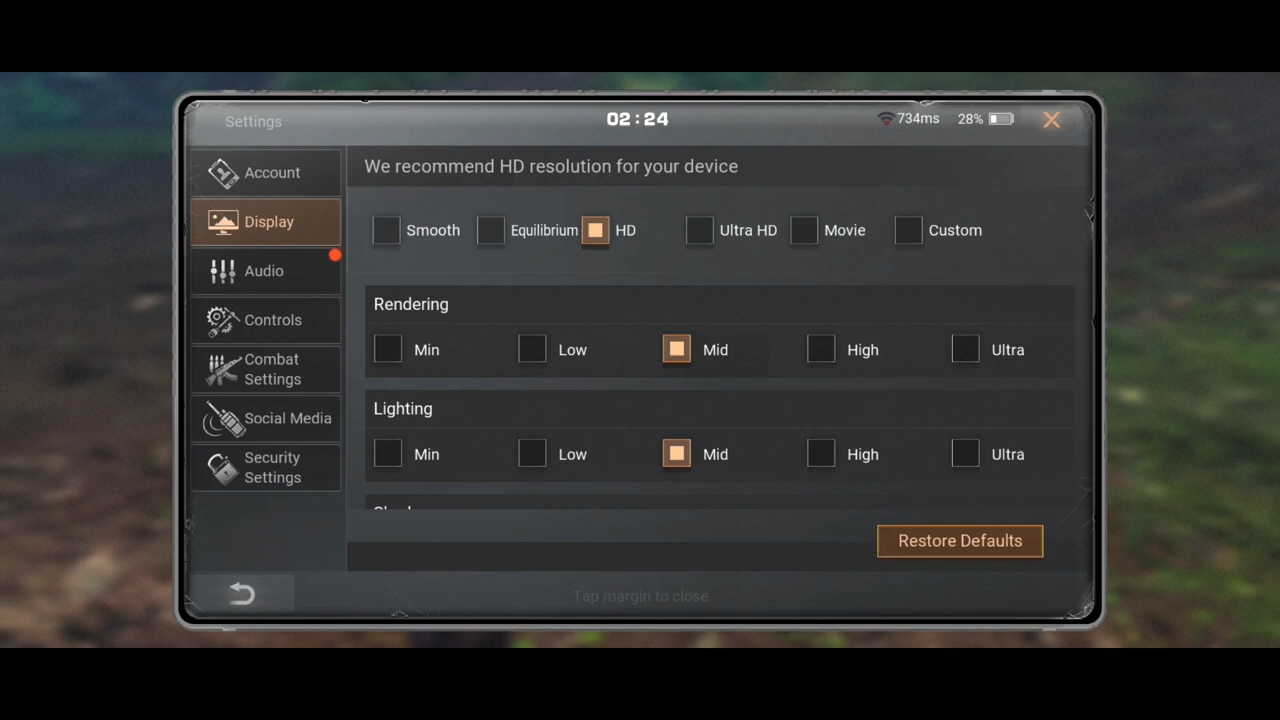 Settings
02 : 24
734ms
28%
X
Account
Display
Audio
Controls
Combat
Settings
Social Media
Security
Settings
We recommend HD resolution for your device
Smooth Equilibrium HD Ultra HD Movie Custom
Rendering
Min Low Mid High Ultra
Lighting
Min Low Mid High Ultra
Restore Defaults
Tap margin to close